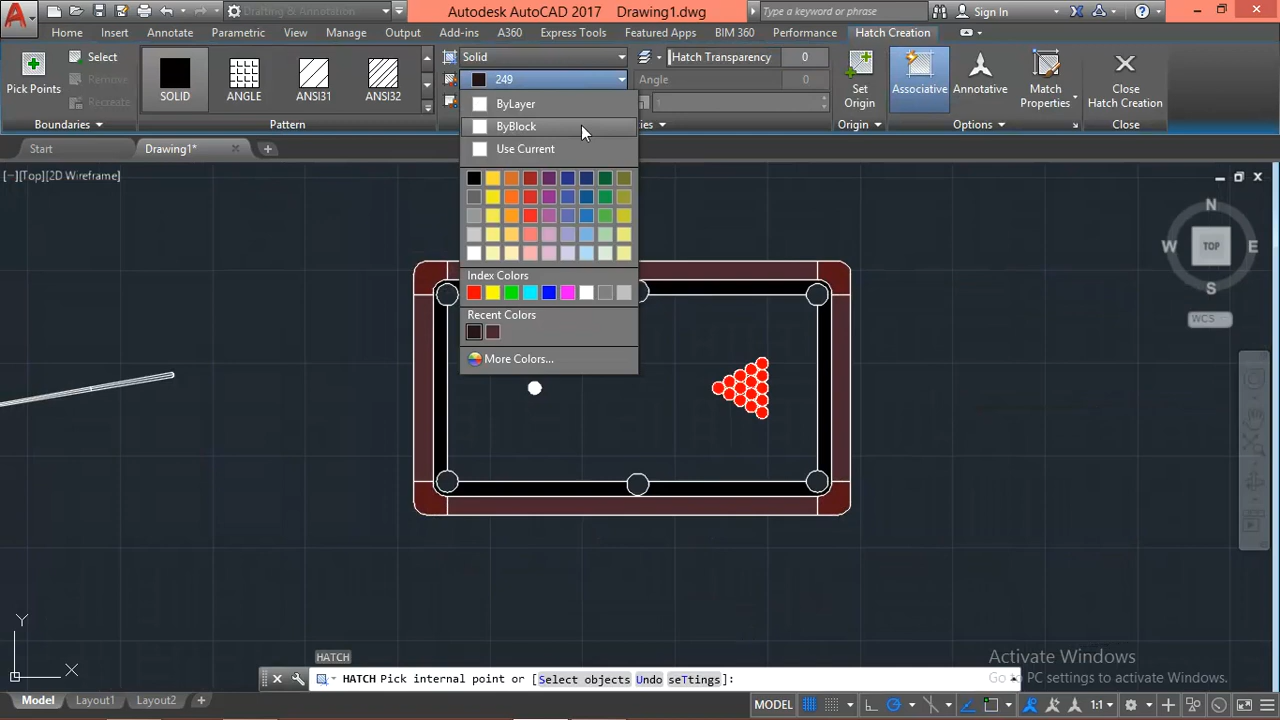 Drafting & Annotation
Autodesk AutoCAD 2017 Drawing1.dwg
Type a keyword or phrase
Sign In
Home Insert Annotate Parametric View Manage Output Add-ins A360 Express Tools Featured Apps BIM 360 Performance Hatch Creation
Pick Points
Select
Remove
Recreate
Boundaries
SOLID
ANGLE
ANSI31
ANSI32
Pattern
Solid
249
Hatch Transparency 0
Angle 0
1
Set Origin
Origin
Associative
Annotative
Match Properties
Options
Close Hatch Creation
Close
ByLayer
ByBlock
Use Current
Index Colors
Recent Colors
More Colors...
Start
Drawing1*
[−][Top][2D Wireframe]
N
W TOP E
S
WCS
Y
X
HATCH
HATCH Pick internal point or [Select objects Undo seTtings]:
Activate Windows
Go to PC settings to activate Windows.
Model Layout1 Layout2
MODEL
1:1